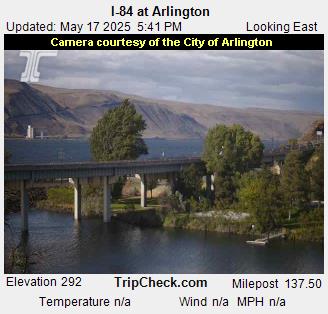 I-84 at Arlington
Updated: May 17 2025 5:41 PM Looking East
Camera courtesy of the City of Arlington
Elevation 292 TripCheck.com Milepost 137.50
Temperature n/a Wind n/a MPH n/a